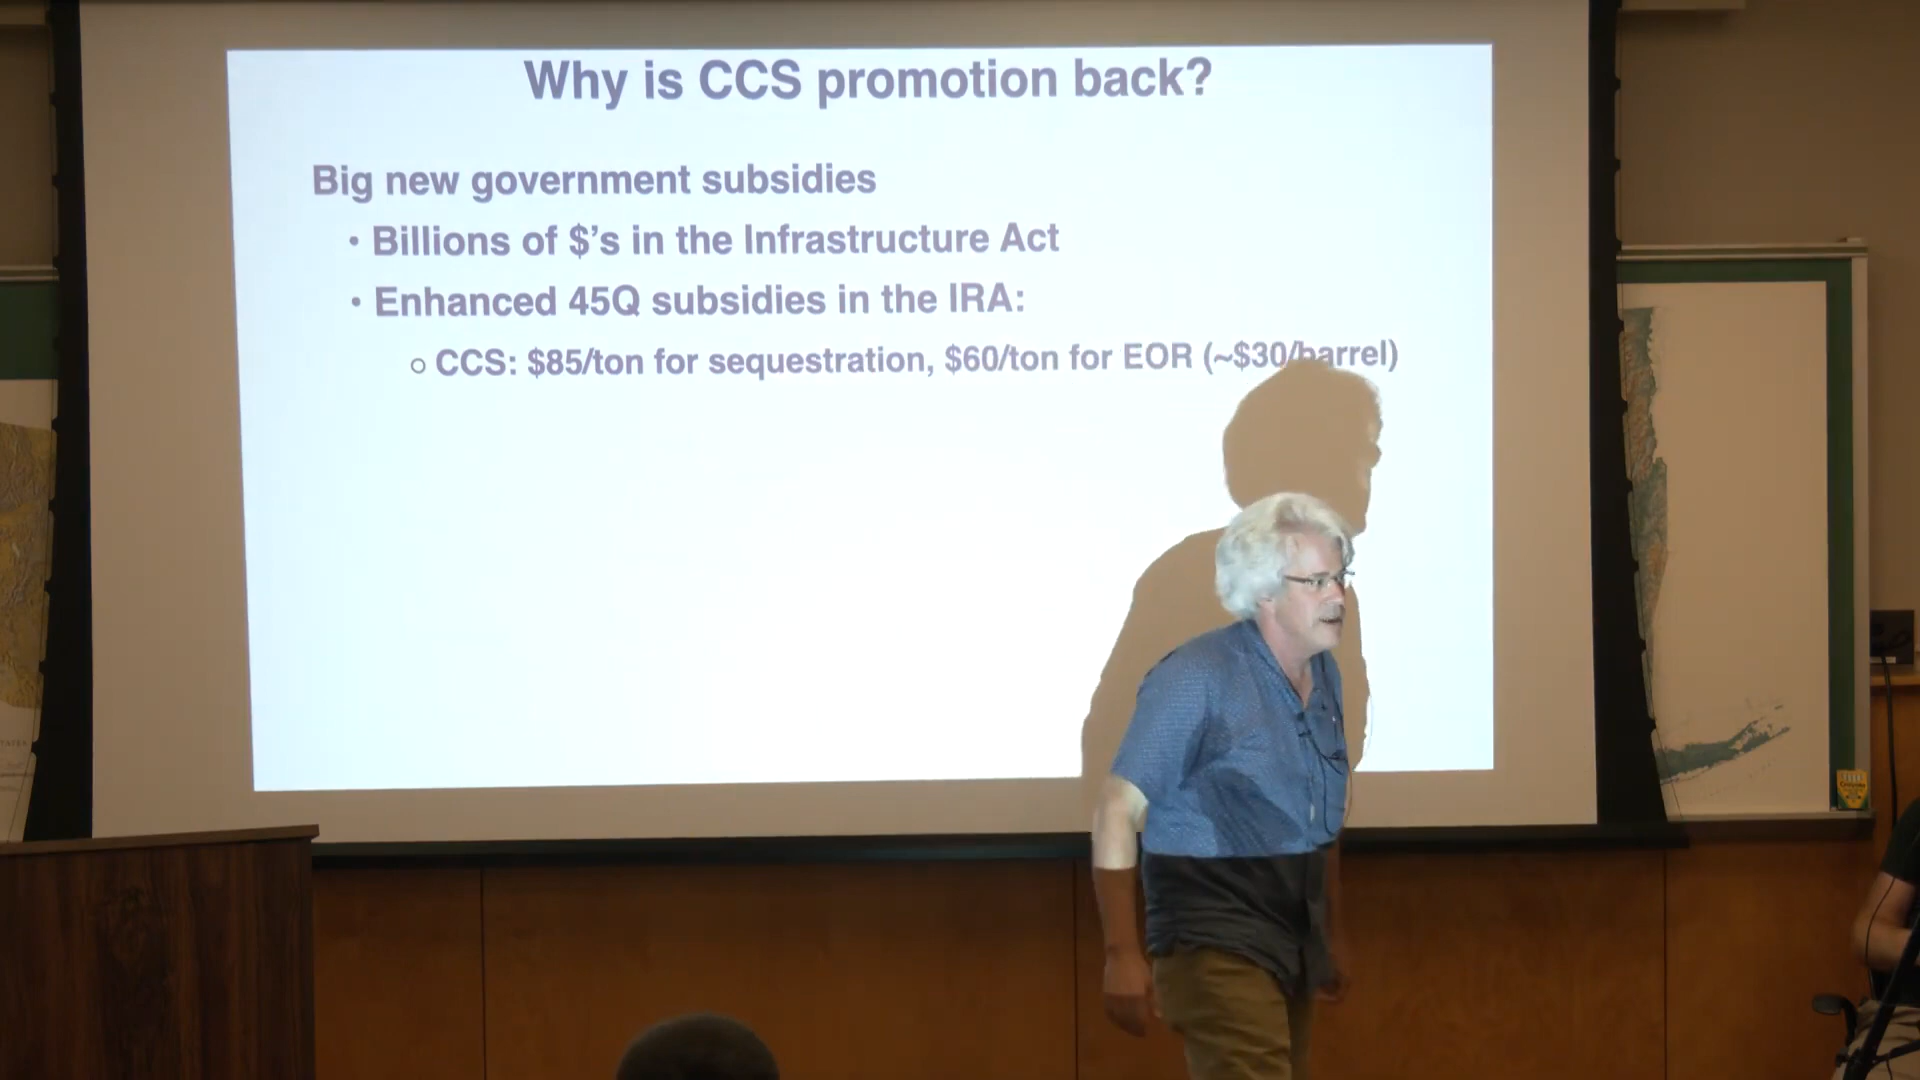 Why is CCS promotion back?
Big new government subsidies
• Billions of $'s in the Infrastructure Act
• Enhanced 45Q subsidies in the IRA:
○ CCS: $85/ton for sequestration, $60/ton for EOR (~$30/barrel)